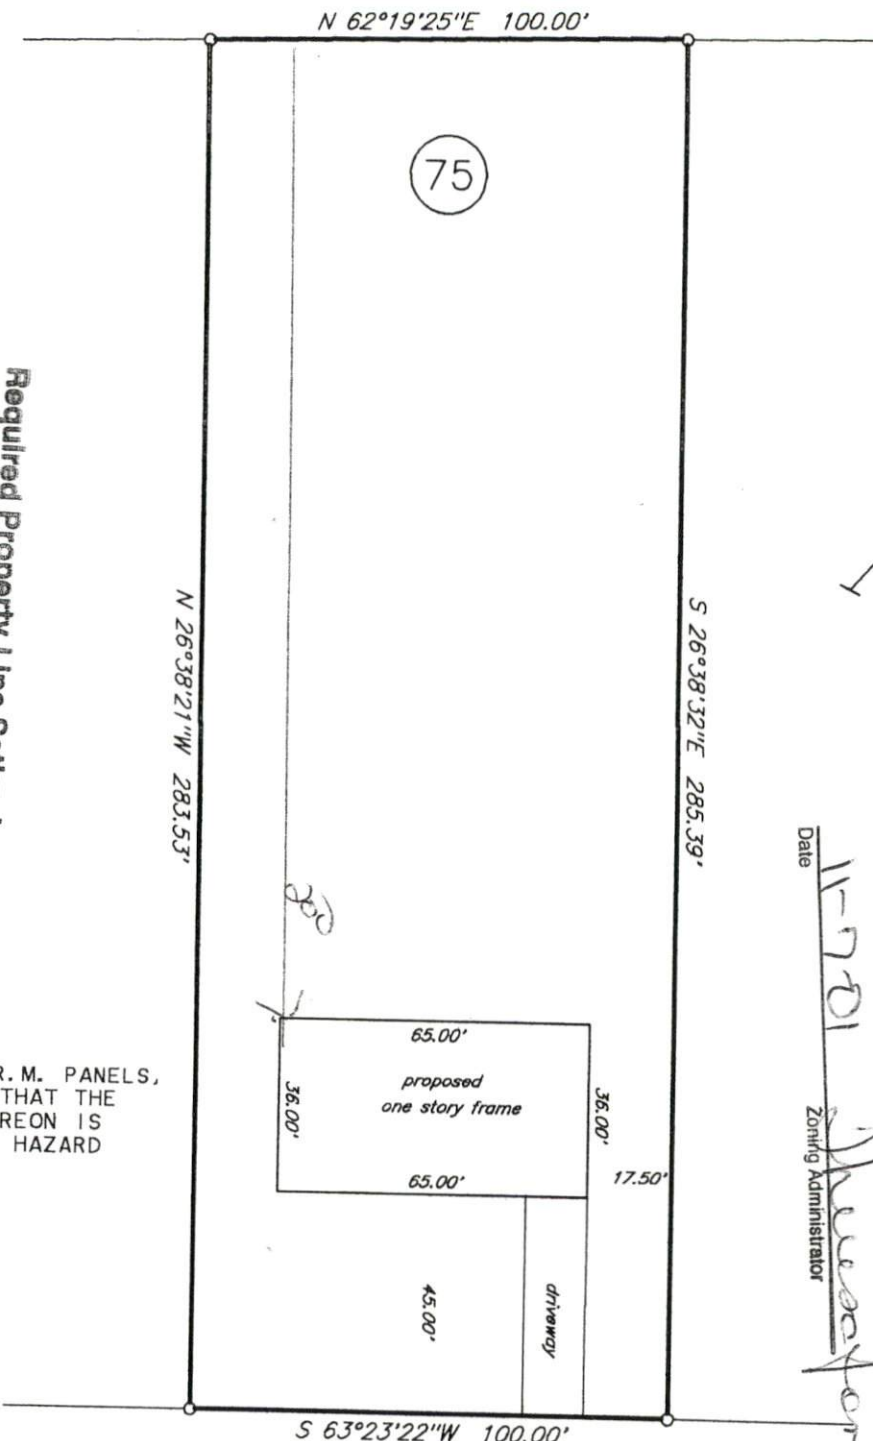 N 62°19'25"E 100.00'
75
Required Property Line
N 26°38'21"W 283.53'
S 26°38'32"E 285.39'
Date 11-7-01
Zoning Administrator
200
65.00'
proposed
one story frame
36.00'
36.00'
65.00'
17.50'
45.00'
driveway
R.M. PANELS,
THAT THE
REON IS
HAZARD
S 63°23'22"W 100.00'